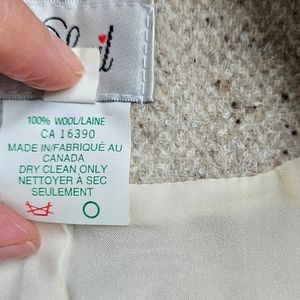 100% WOOL/LAINE
CA 16390
MADE IN/FABRIQUÉ AU
CANADA
DRY CLEAN ONLY
NETTOYER À SEC
SEULEMENT